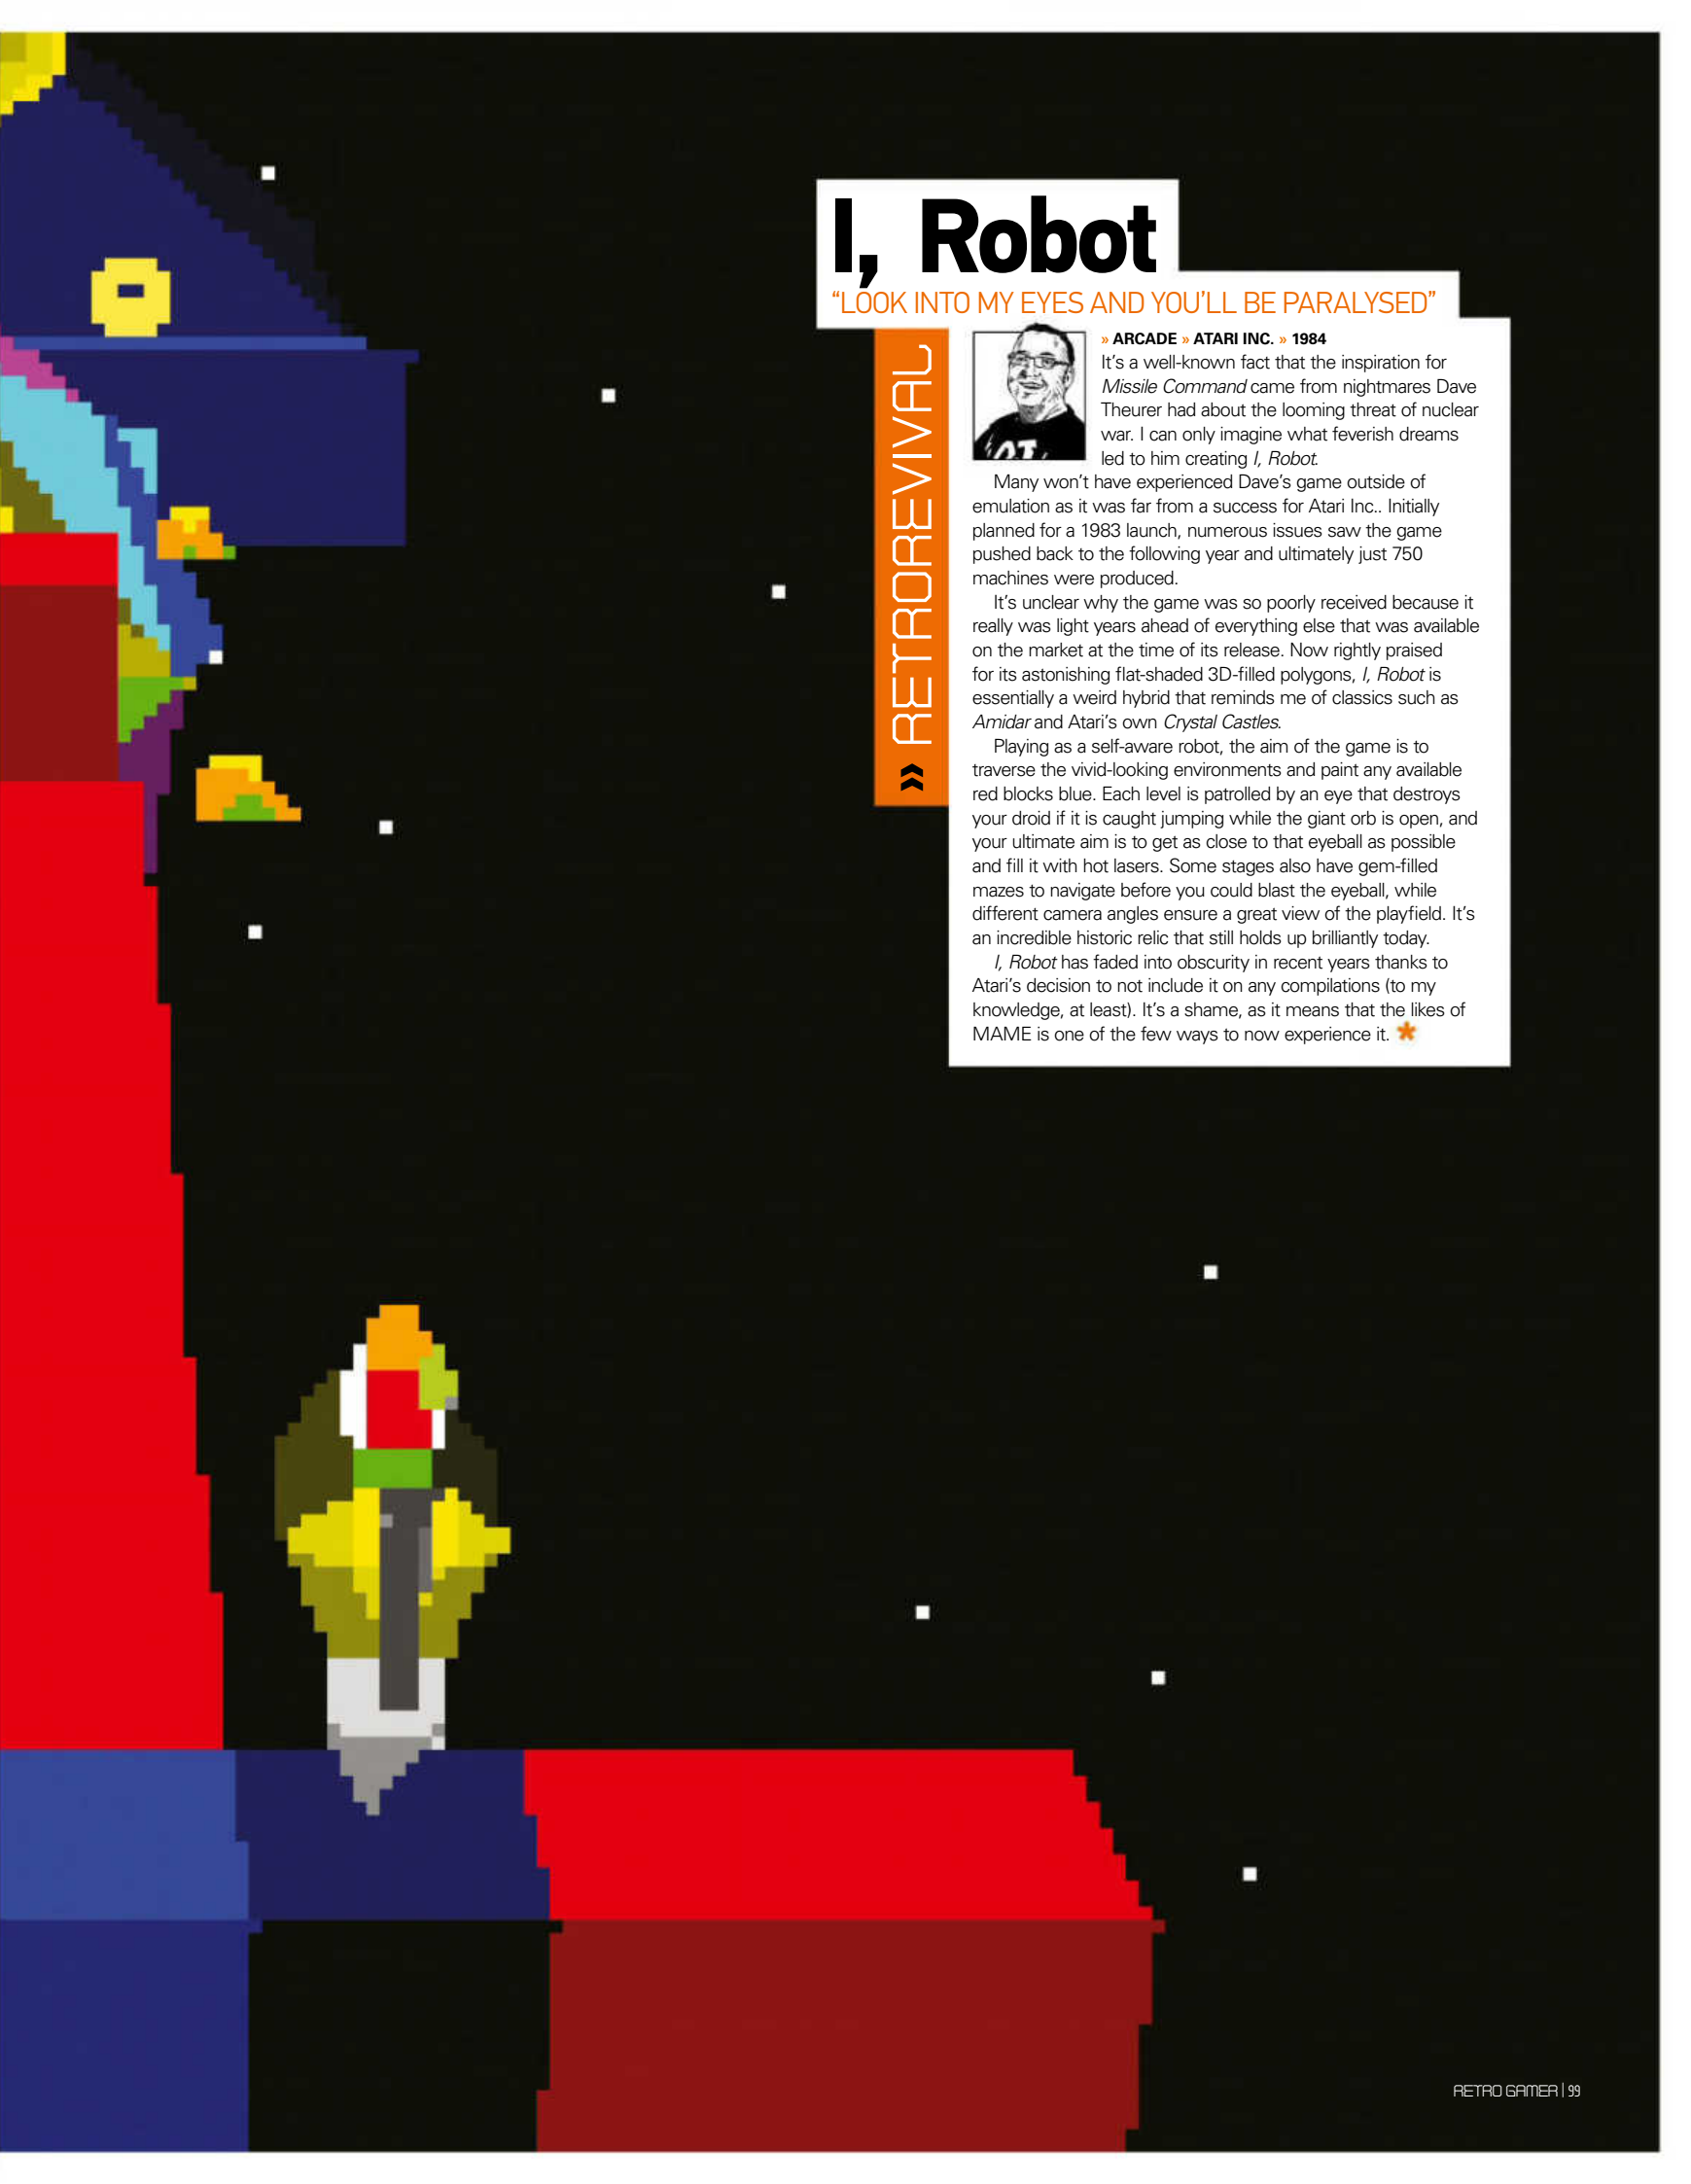 I, Robot
“LOOK INTO MY EYES AND YOU’LL BE PARALYSED”
RETROREVIVAL
» ARCADE » ATARI INC. » 1984
It’s a well-known fact that the inspiration for
Missile Command came from nightmares Dave
Theurer had about the looming threat of nuclear
war. I can only imagine what feverish dreams
led to him creating I, Robot.
Many won’t have experienced Dave’s game outside of
emulation as it was far from a success for Atari Inc.. Initially
planned for a 1983 launch, numerous issues saw the game
pushed back to the following year and ultimately just 750
machines were produced.
It’s unclear why the game was so poorly received because it
really was light years ahead of everything else that was available
on the market at the time of its release. Now rightly praised
for its astonishing flat-shaded 3D-filled polygons, I, Robot is
essentially a weird hybrid that reminds me of classics such as
Amidar and Atari’s own Crystal Castles.
Playing as a self-aware robot, the aim of the game is to
traverse the vivid-looking environments and paint any available
red blocks blue. Each level is patrolled by an eye that destroys
your droid if it is caught jumping while the giant orb is open, and
your ultimate aim is to get as close to that eyeball as possible
and fill it with hot lasers. Some stages also have gem-filled
mazes to navigate before you could blast the eyeball, while
different camera angles ensure a great view of the playfield. It’s
an incredible historic relic that still holds up brilliantly today.
I, Robot has faded into obscurity in recent years thanks to
Atari’s decision to not include it on any compilations (to my
knowledge, at least). It’s a shame, as it means that the likes of
MAME is one of the few ways to now experience it.
RETRO GAMER | 99